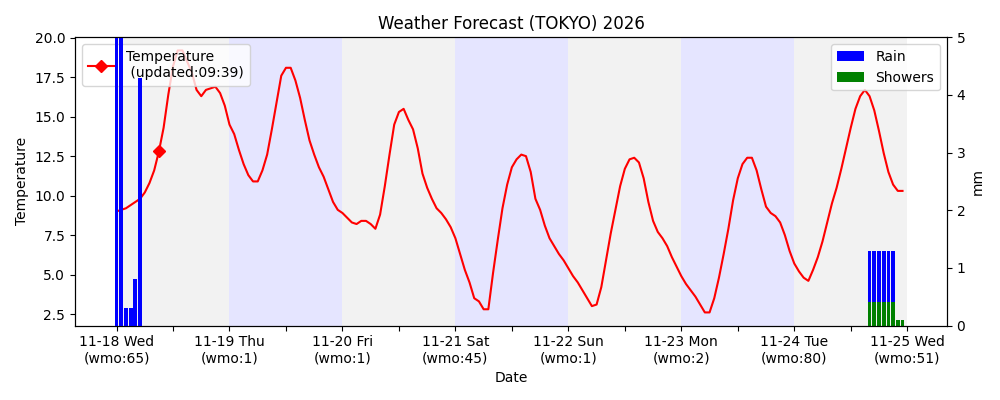 Weather Forecast (TOKYO) 2026
Temperature
(updated:09:39)
Rain
Showers
20.0
17.5
15.0
12.5
10.0
7.5
5.0
2.5
Temperature
5
4
3
2
1
0
mm
11-18 Wed
(wmo:65)
11-19 Thu
(wmo:1)
11-20 Fri
(wmo:1)
11-21 Sat
(wmo:45)
11-22 Sun
(wmo:1)
11-23 Mon
(wmo:2)
11-24 Tue
(wmo:80)
11-25 Wed
(wmo:51)
Date